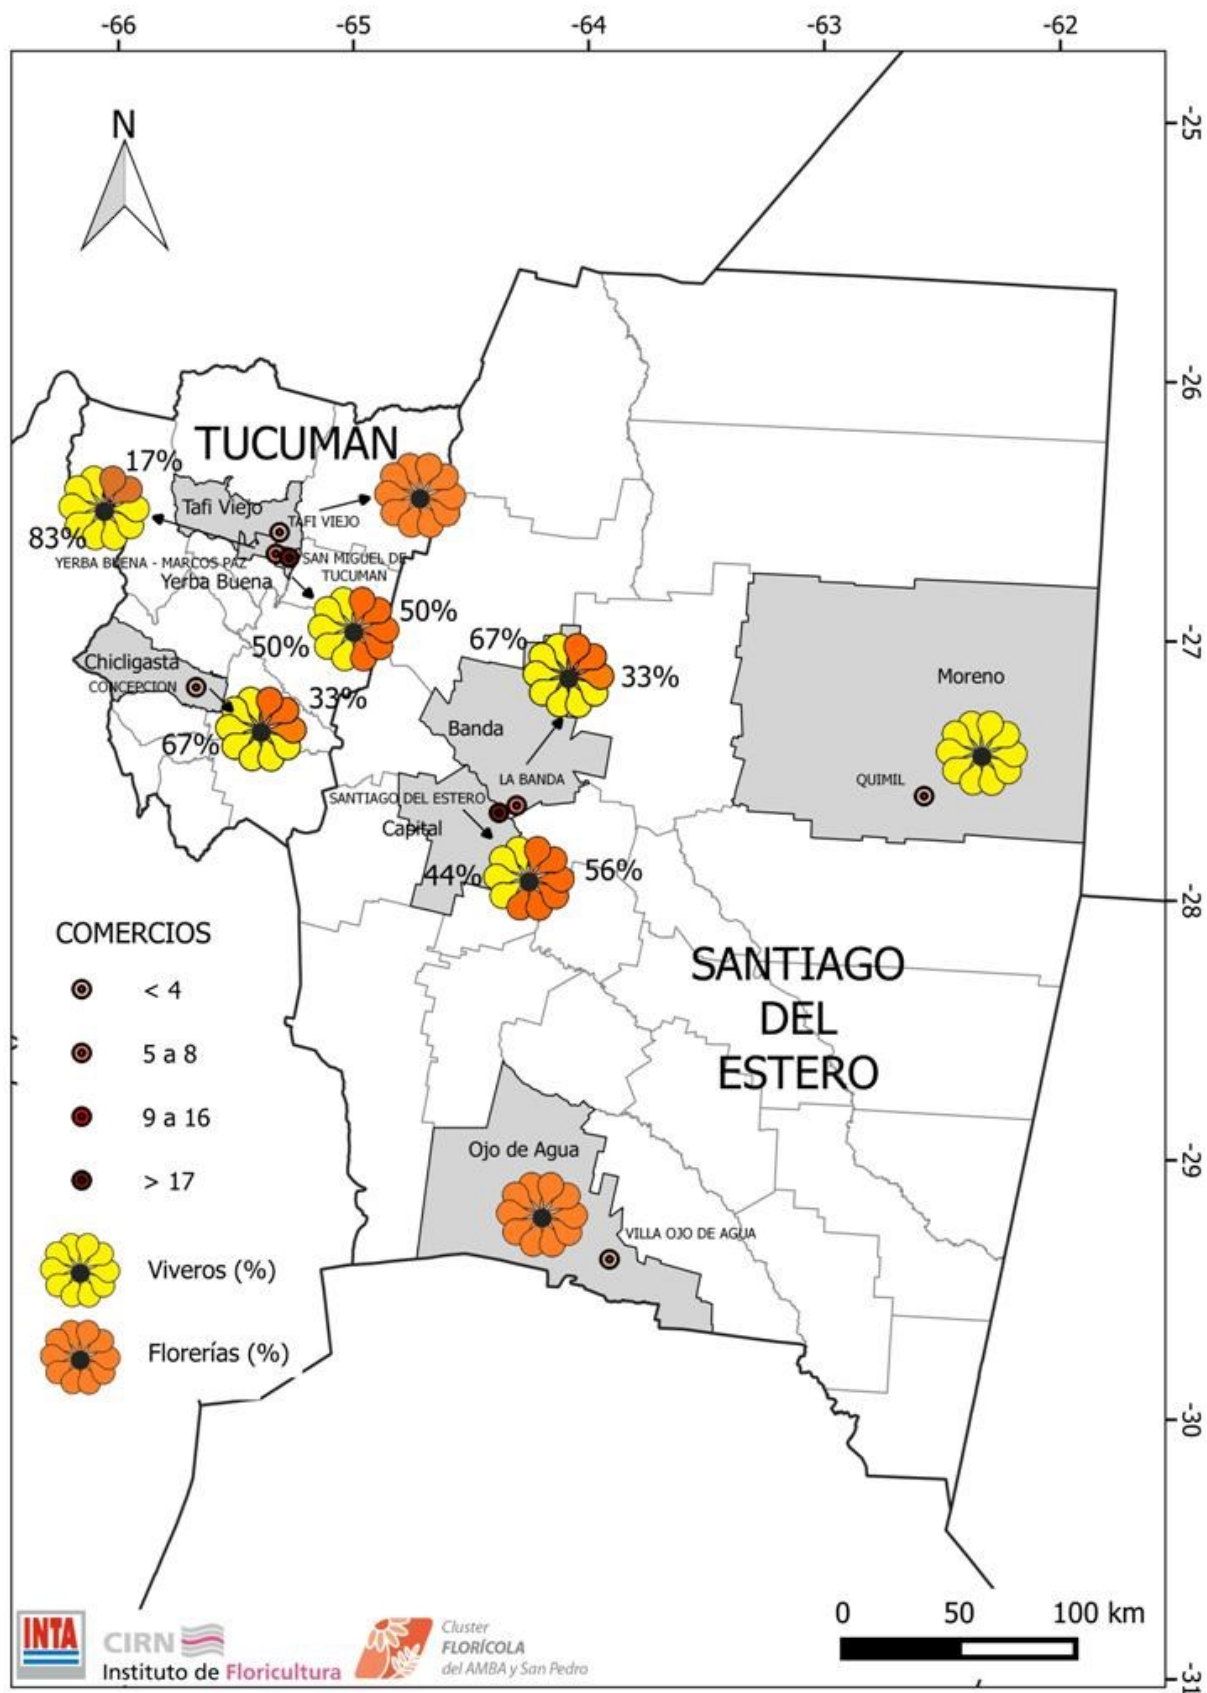 -66
-65
-64
-63
-62
-25
-26
-27
-28
-29
-30
-31
N
TUCUMÁN
17%
83%
Tafi Viejo
TAFI VIEJO
YERBA BUENA - MARCOS PAZ
SAN MIGUEL DE
TUCUMAN
Yerba Buena
50%
50%
67%
33%
Chicligasta
CONCEPCION
33%
67%
Banda
LA BANDA
SANTIAGO DEL ESTERO
Capital
44%
56%
Moreno
QUIMIL
SANTIAGO
DEL
ESTERO
Ojo de Agua
VILLA OJO DE AGUA
COMERCIOS
< 4
5 a 8
9 a 16
> 17
Viveros (%)
Florerías (%)
INTA
CIRN
Instituto de Floricultura
Cluster
FLORÍCOLA
del AMBA y San Pedro
0 50 100 km